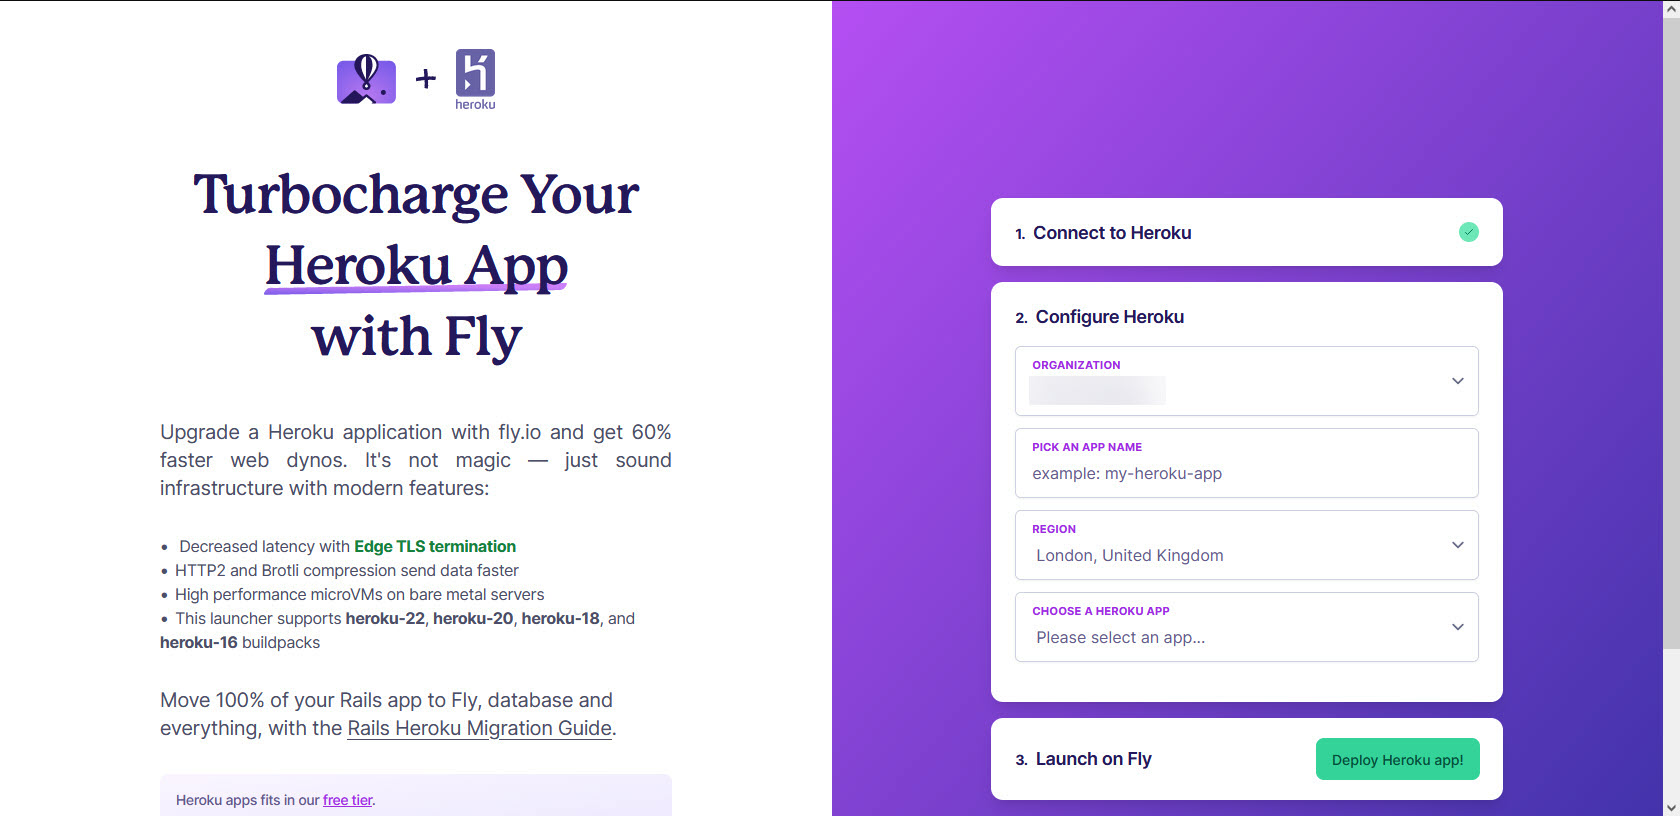 +
heroku
Turbocharge Your
Heroku App
with Fly
Upgrade a Heroku application with fly.io and get 60%
faster web dynos. It's not magic — just sound
infrastructure with modern features:
• Decreased latency with Edge TLS termination
• HTTP2 and Brotli compression send data faster
• High performance microVMs on bare metal servers
• This launcher supports heroku-22, heroku-20, heroku-18, and
heroku-16 buildpacks
Move 100% of your Rails app to Fly, database and
everything, with the Rails Heroku Migration Guide.
Heroku apps fits in our free tier.
1. Connect to Heroku
2. Configure Heroku
ORGANIZATION
PICK AN APP NAME
example: my-heroku-app
REGION
London, United Kingdom
CHOOSE A HEROKU APP
Please select an app...
3. Launch on Fly
Deploy Heroku app!